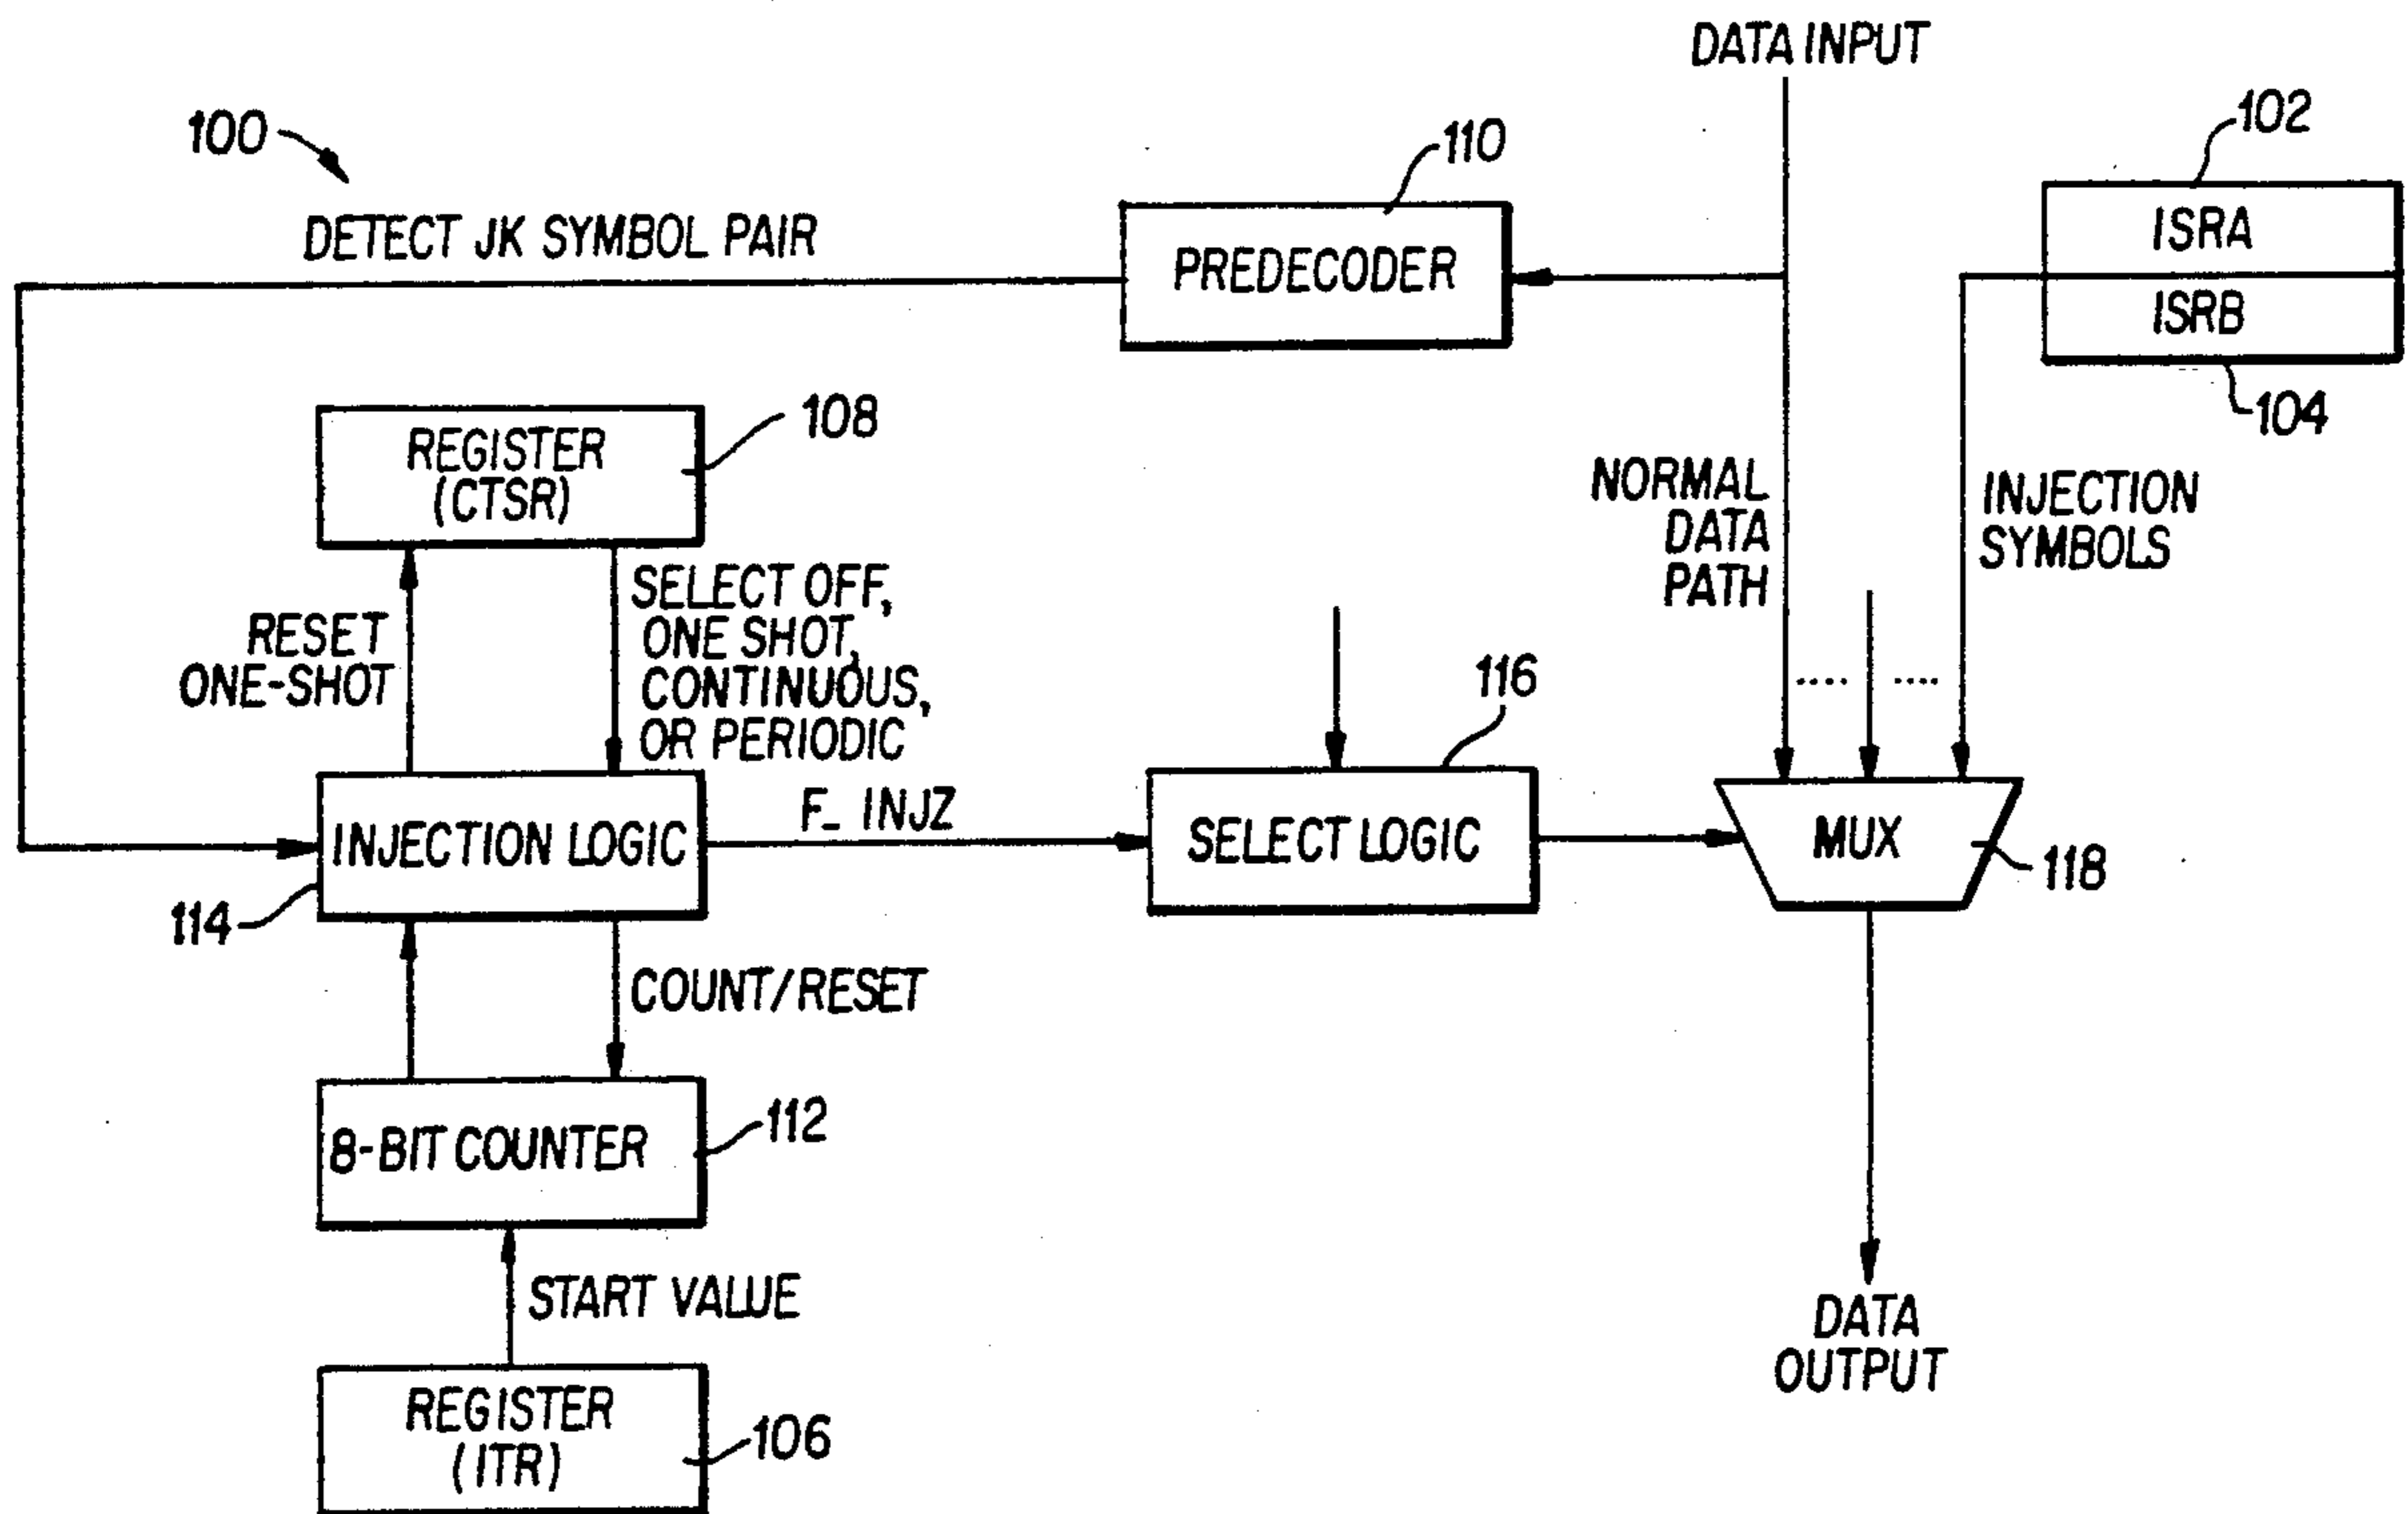 DATA INPUT
100
110
102
DETECT JK SYMBOL PAIR
PREDECODER
ISRA
ISRB
104
REGISTER
(CTSR)
108
NORMAL
DATA
PATH
INJECTION
SYMBOLS
RESET
ONE-SHOT
SELECT OFF,
ONE SHOT,
CONTINUOUS,
OR PERIODIC
116
.... ....
INJECTION LOGIC
F_ INJZ
SELECT LOGIC
MUX
118
114
COUNT/RESET
8-BIT COUNTER
112
START VALUE
DATA
OUTPUT
REGISTER
(ITR)
106